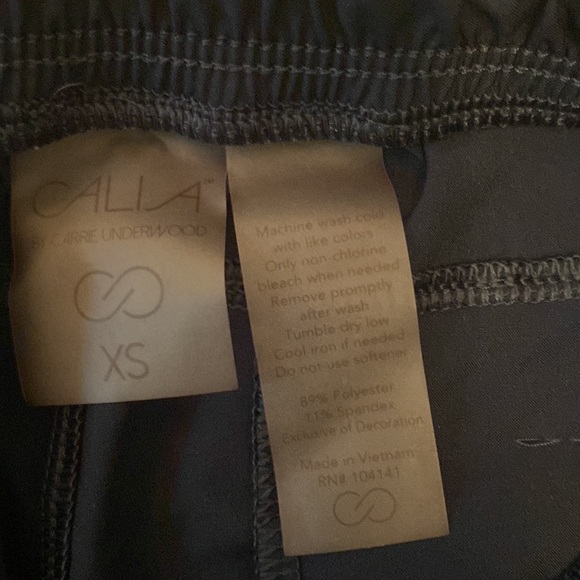 CALIA™
BY CARRIE UNDERWOOD
XS
Machine wash cold
with like colors
Only non-chlorine
bleach when needed
Remove promptly
after wash
Tumble dry low
Cool iron if needed
Do not use softener
89% Polyester
11% Spandex
Exclusive of Decoration
Made in Vietnam
RN# 104141